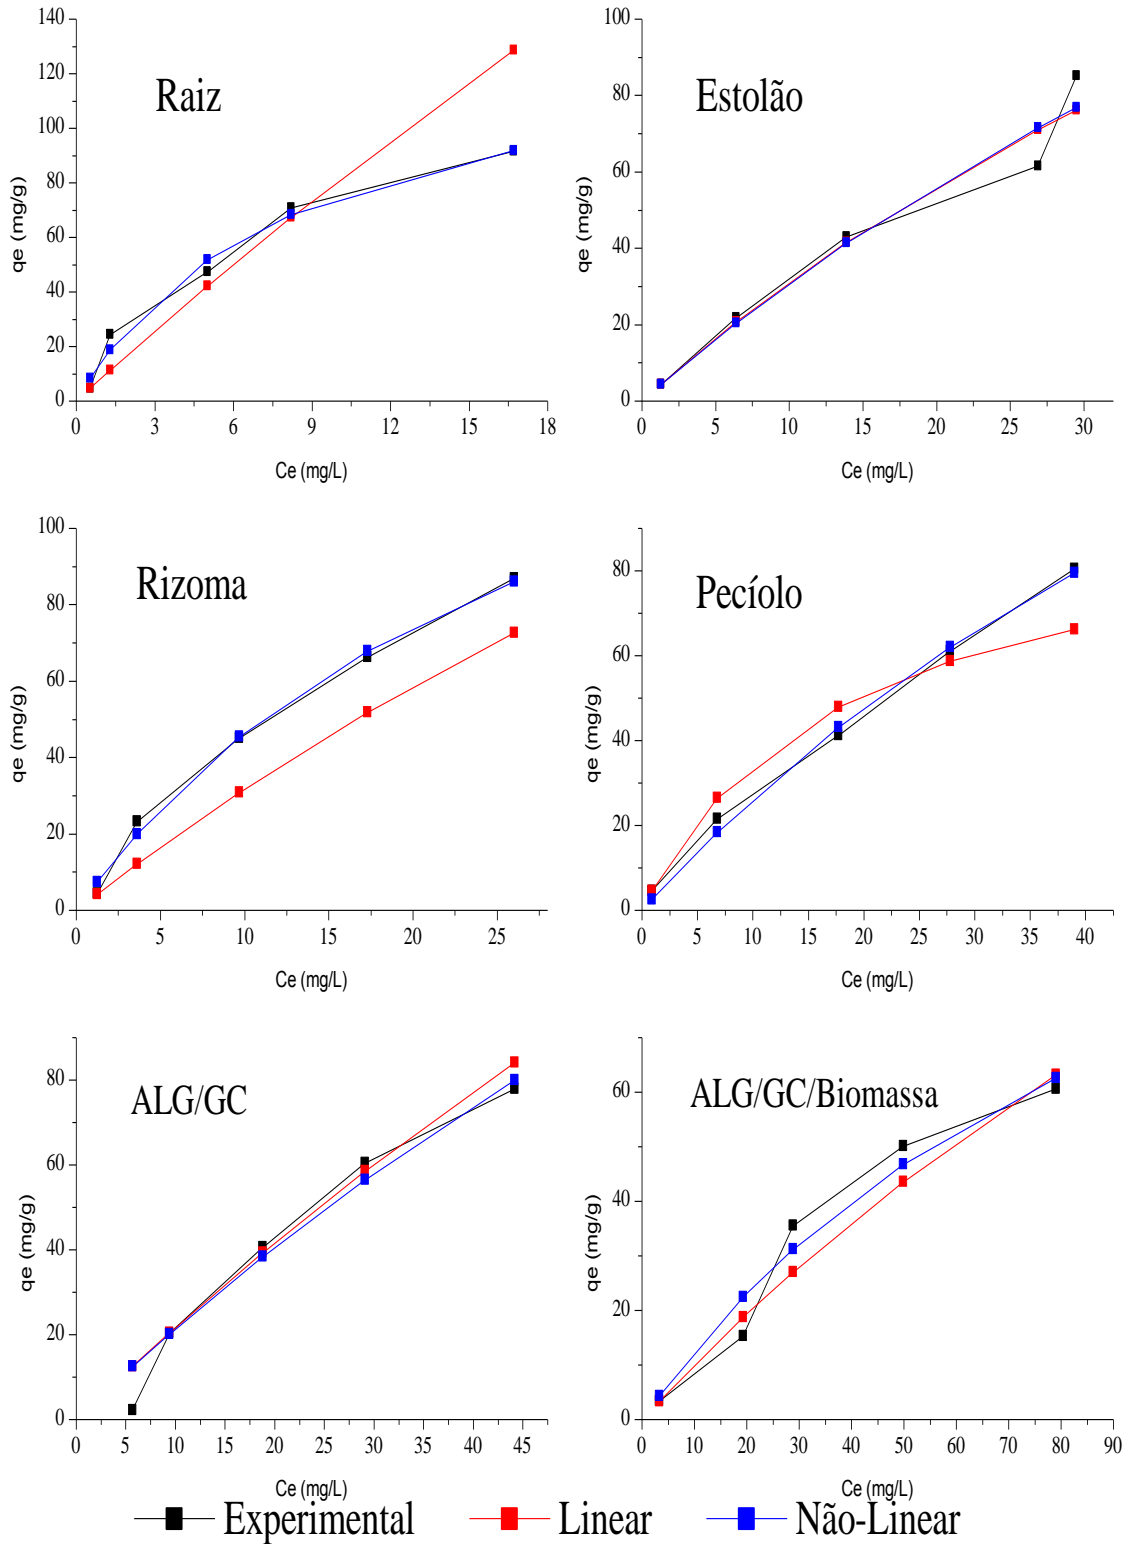 140
120
100
80
60
40
20
0
qe (mg/g)
Raiz
0 3 6 9 12 15 18
Ce (mg/L)
100
80
60
40
20
0
qe (mg/g)
Estolão
0 5 10 15 20 25 30
Ce (mg/L)
100
80
60
40
20
0
qe (mg/g)
Rizoma
0 5 10 15 20 25
Ce (mg/L)
80
60
40
20
0
qe (mg/g)
Pecíolo
0 5 10 15 20 25 30 35 40
Ce (mg/L)
80
60
40
20
0
qe (mg/g)
ALG/GC
0 5 10 15 20 25 30 35 40 45
Ce (mg/L)
60
40
20
0
qe (mg/g)
ALG/GC/Biomassa
0 10 20 30 40 50 60 70 80 90
Ce (mg/L)
Experimental Linear Não-Linear